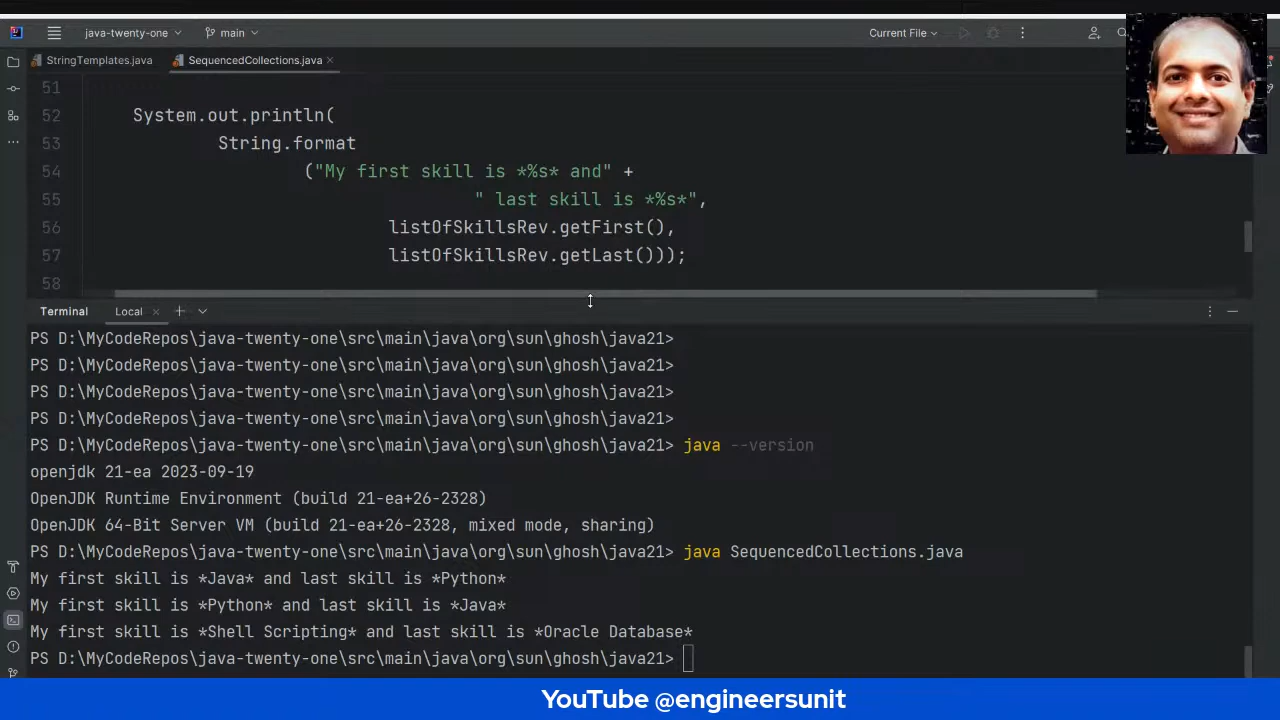 java-twenty-one
main
Current File
StringTemplates.java
SequencedCollections.java
51
52 System.out.println(
53 String.format
54 ("My first skill is *%s* and" +
55 " last skill is *%s*",
56 listOfSkillsRev.getFirst(),
57 listOfSkillsRev.getLast()));
58
Terminal
Local
PS D:\MyCodeRepos\java-twenty-one\src\main\java\org\sun\ghosh\java21>
PS D:\MyCodeRepos\java-twenty-one\src\main\java\org\sun\ghosh\java21>
PS D:\MyCodeRepos\java-twenty-one\src\main\java\org\sun\ghosh\java21>
PS D:\MyCodeRepos\java-twenty-one\src\main\java\org\sun\ghosh\java21>
PS D:\MyCodeRepos\java-twenty-one\src\main\java\org\sun\ghosh\java21> java --version
openjdk 21-ea 2023-09-19
OpenJDK Runtime Environment (build 21-ea+26-2328)
OpenJDK 64-Bit Server VM (build 21-ea+26-2328, mixed mode, sharing)
PS D:\MyCodeRepos\java-twenty-one\src\main\java\org\sun\ghosh\java21> java SequencedCollections.java
My first skill is *Java* and last skill is *Python*
My first skill is *Python* and last skill is *Java*
My first skill is *Shell Scripting* and last skill is *Oracle Database*
PS D:\MyCodeRepos\java-twenty-one\src\main\java\org\sun\ghosh\java21>
YouTube @engineersunit